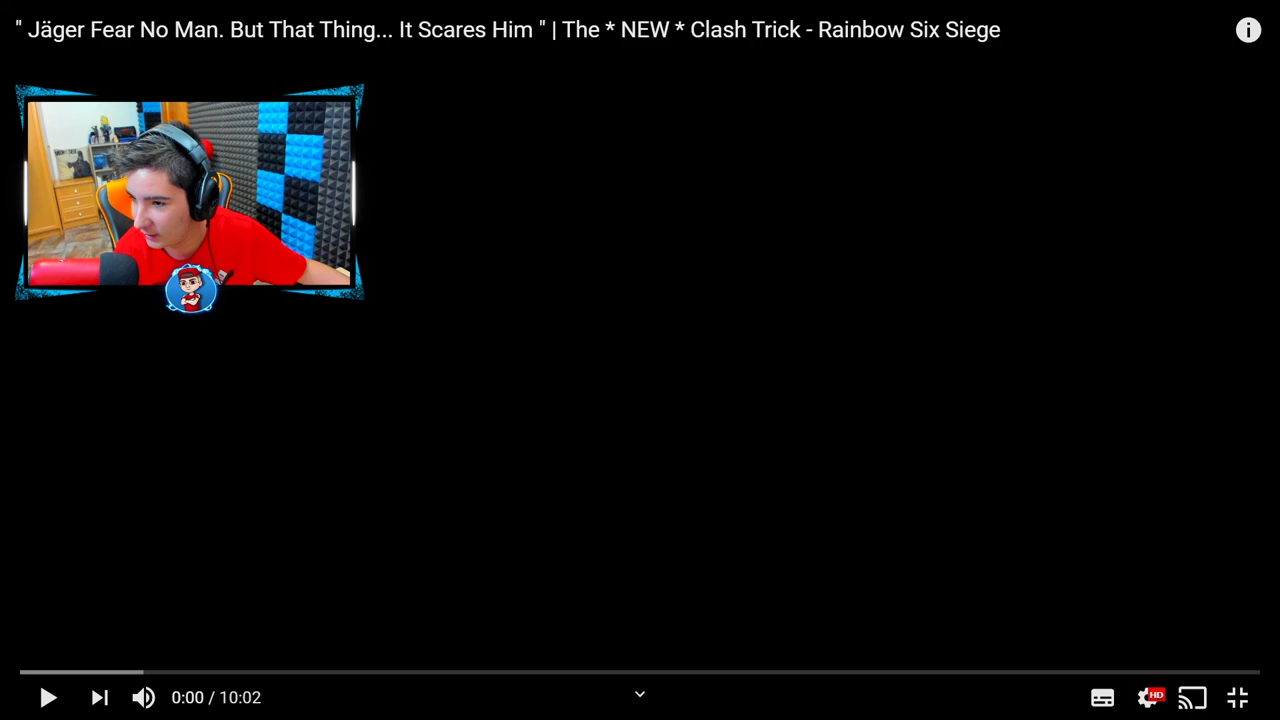 " Jäger Fear No Man. But That Thing... It Scares Him " | The * NEW * Clash Trick - Rainbow Six Siege
0:00 / 10:02
HD